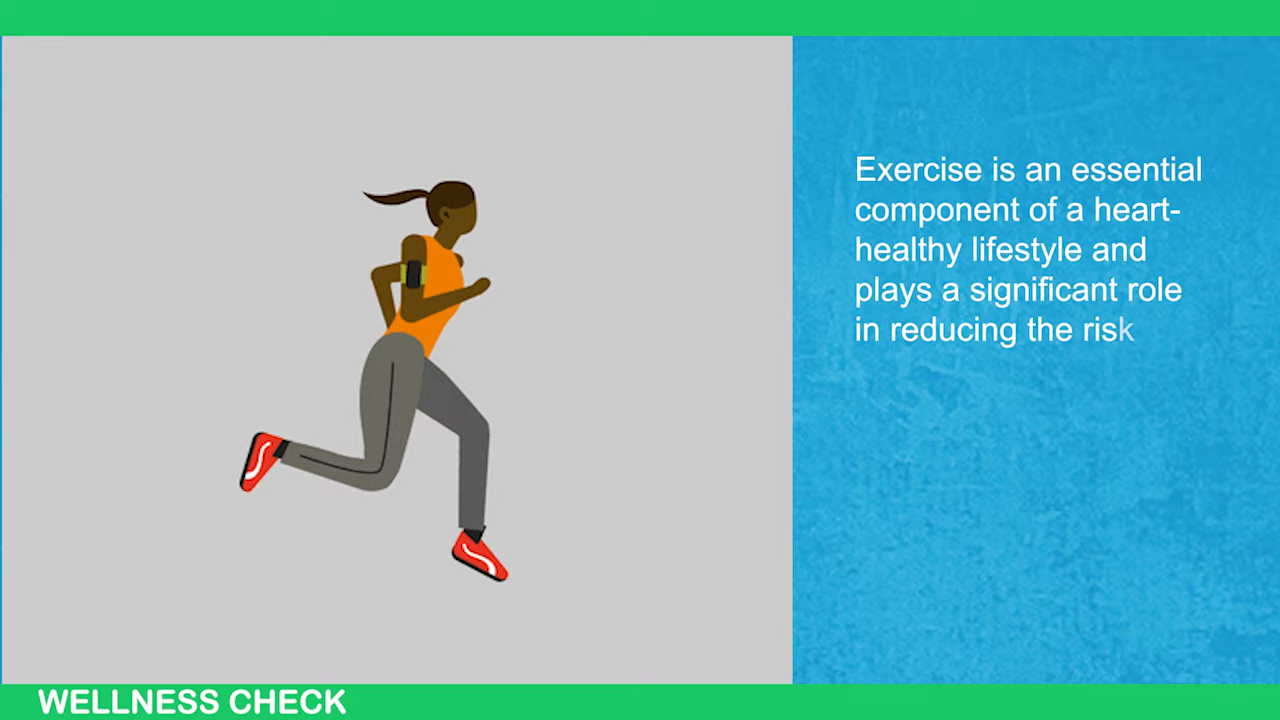 Exercise is an essential
component of a heart-
healthy lifestyle and
plays a significant role
in reducing the risk
WELLNESS CHECK